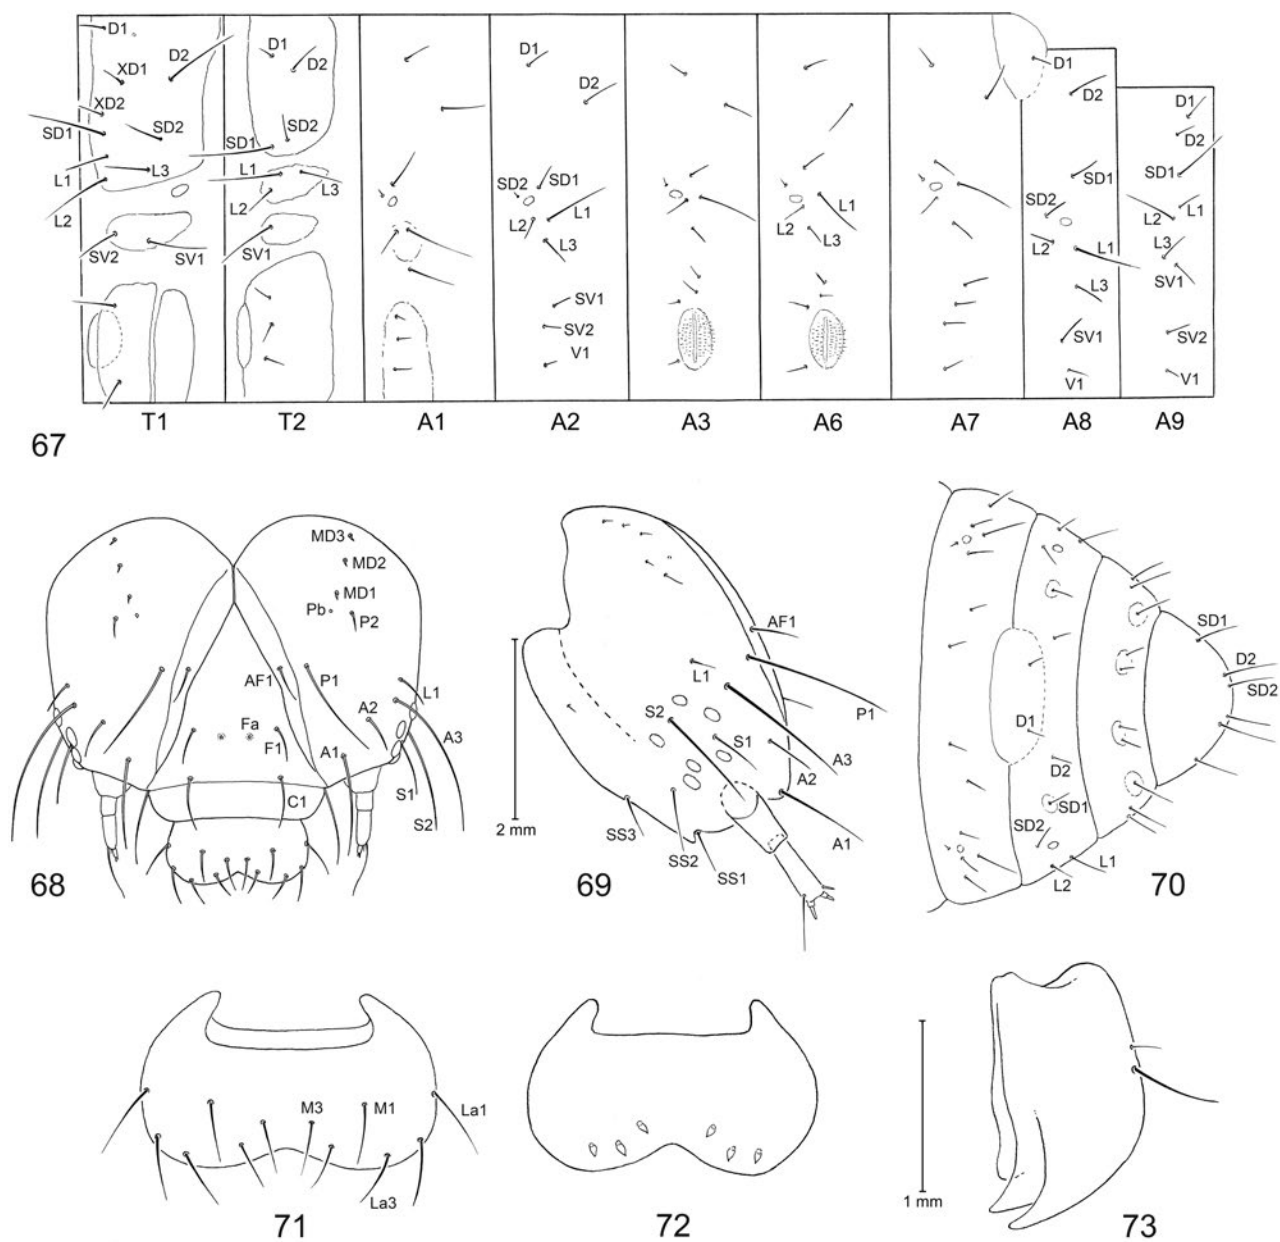 D1
XD1
D2
XD2
SD1
SD2
L1
L3
L2
SV2
SV1
D1
D2
SD2
SD1
L1
L3
L2
SV1
D1
D2
SD2
SD1
L1
L2
L3
SV1
SV2
V1
L1
L2
L3
D1
D2
SD1
SD2
L2
L1
L3
SV1
V1
D1
D2
SD1
L1
L2
L3
SV1
SV2
V1
T1 T2 A1 A2 A3 A6 A7 A8 A9
67
MD3
MD2
MD1
Pb
P2
AF1
P1
L1
A2
A3
Fa
F1
A1
C1
S1
S2
68
AF1
L1
P1
S2
S1
A3
A2
A1
2 mm
SS3
SS2
SS1
69
SD1
D2
SD2
D1
D2
SD1
SD2
L1
L2
70
M3
M1
La1
La3
71
72
1 mm
73